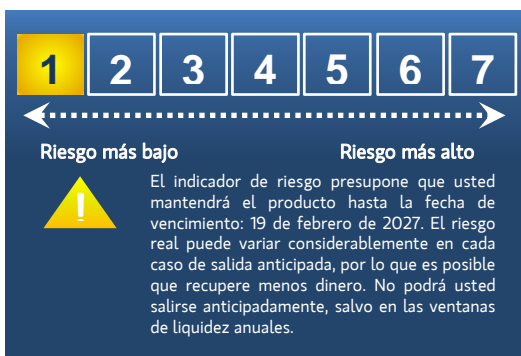 1 2 3 4 5 6 7
Riesgo más bajo Riesgo más alto
!
El indicador de riesgo presupone que usted
mantendrá el producto hasta la fecha de
vencimiento: 19 de febrero de 2027. El riesgo
real puede variar considerablemente en cada
caso de salida anticipada, por lo que es posible
que recupere menos dinero. No podrá usted
salirse anticipadamente, salvo en las ventanas
de liquidez anuales.